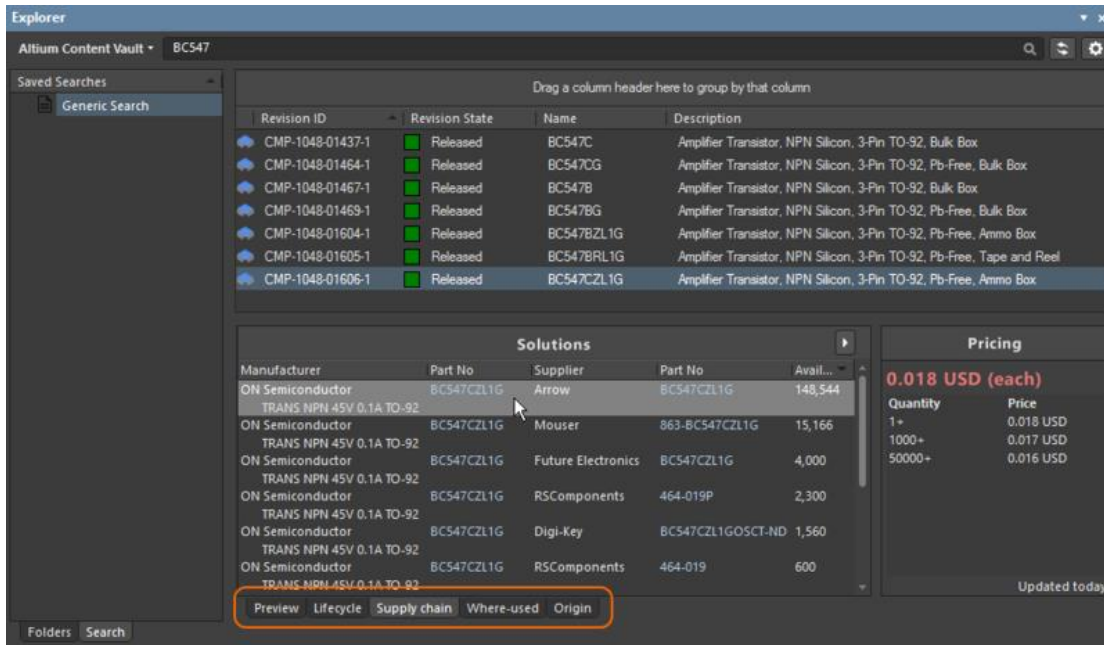 Explorer
Altium Content Vault BC547
Saved Searches
Generic Search
Drag a column header here to group by that column
Revision ID Revision State Name Description
CMP-1048-01437-1 Released BC547C Amplifier Transistor, NPN Silicon, 3-Pin TO-92, Bulk Box
CMP-1048-01464-1 Released BC547CG Amplifier Transistor, NPN Silicon, 3-Pin TO-92, Pb-Free, Bulk Box
CMP-1048-01467-1 Released BC547B Amplifier Transistor, NPN Silicon, 3-Pin TO-92, Bulk Box
CMP-1048-01469-1 Released BC547BG Amplifier Transistor, NPN Silicon, 3-Pin TO-92, Pb-Free, Bulk Box
CMP-1048-01604-1 Released BC547BZL1G Amplifier Transistor, NPN Silicon, 3-Pin TO-92, Pb-Free, Ammo Box
CMP-1048-01605-1 Released BC547BRL1G Amplifier Transistor, NPN Silicon, 3-Pin TO-92, Pb-Free, Tape and Reel
CMP-1048-01606-1 Released BC547CZL1G Amplifier Transistor, NPN Silicon, 3-Pin TO-92, Pb-Free, Ammo Box
Solutions
Manufacturer Part No Supplier Part No Avail...
ON Semiconductor BC547CZL1G Arrow BC547CZL1G 148,544
TRANS NPN 45V 0.1A TO-92
ON Semiconductor BC547CZL1G Mouser 863-BC547CZL1G 15,166
TRANS NPN 45V 0.1A TO-92
ON Semiconductor BC547CZL1G Future Electronics BC547CZL1G 4,000
TRANS NPN 45V 0.1A TO-92
ON Semiconductor BC547CZL1G RSComponents 464-019P 2,300
TRANS NPN 45V 0.1A TO-92
ON Semiconductor BC547CZL1G Digi-Key BC547CZL1GOSCT-ND 1,560
TRANS NPN 45V 0.1A TO-92
ON Semiconductor BC547CZL1G RSComponents 464-019 600
TRANS NPN 45V 0.1A TO-92
Pricing
0.018 USD (each)
Quantity Price
1+ 0.018 USD
1000+ 0.017 USD
50000+ 0.016 USD
Updated today
Preview Lifecycle Supply chain Where-used Origin
Folders Search